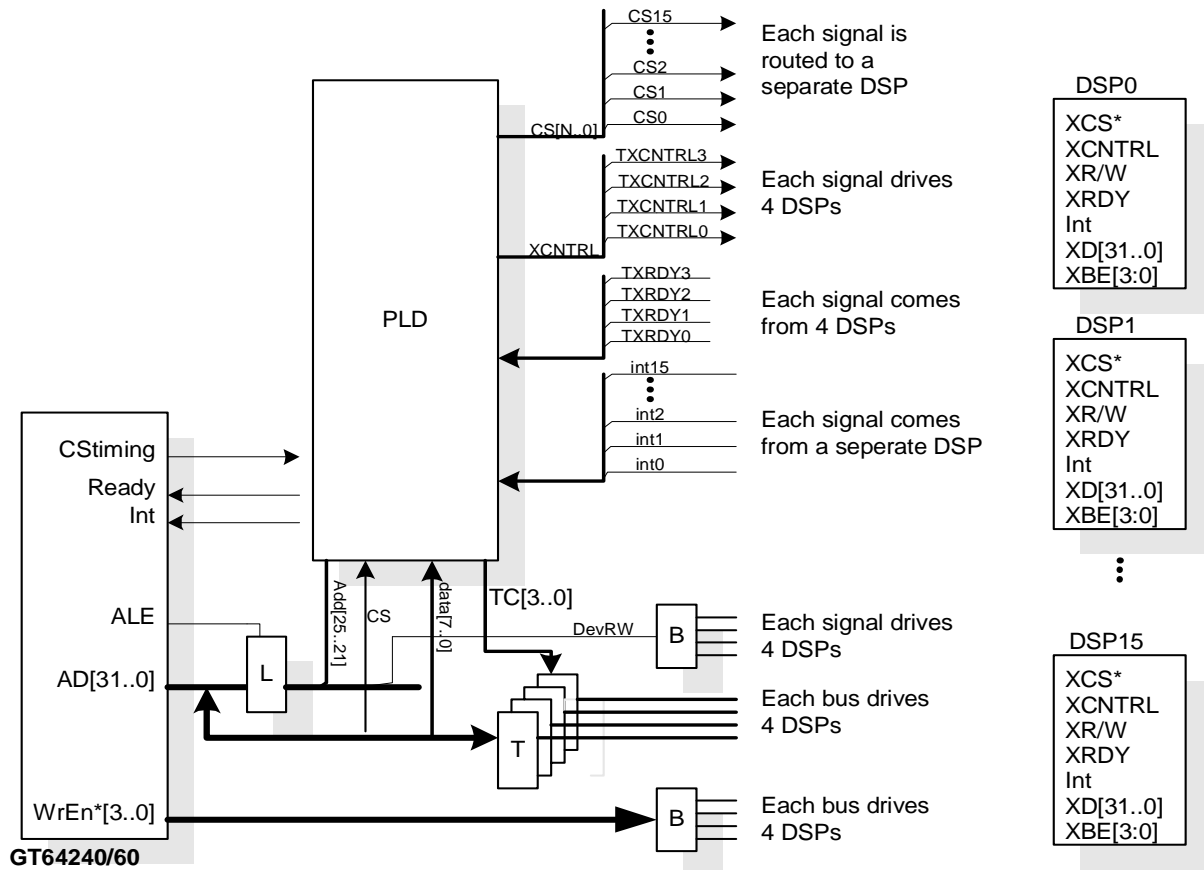 CS15
CS2
CS1
CS0
CS[N..0]
Each signal is
routed to a
separate DSP
TXCNTRL3
TXCNTRL2
TXCNTRL1
TXCNTRL0
XCNTRL
Each signal drives
4 DSPs
TXRDY3
TXRDY2
TXRDY1
TXRDY0
Each signal comes
from 4 DSPs
int15
int2
int1
int0
Each signal comes
from a seperate DSP
PLD
CStiming
Ready
Int
ALE
AD[31..0]
WrEn*[3..0]
GT64240/60
L
Add[25..21]
CS
data[7..0]
TC[3..0]
DevRW
B
Each signal drives
4 DSPs
T
Each bus drives
4 DSPs
B
Each bus drives
4 DSPs
DSP0
XCS*
XCNTRL
XR/W
XRDY
Int
XD[31..0]
XBE[3:0]
DSP1
XCS*
XCNTRL
XR/W
XRDY
Int
XD[31..0]
XBE[3:0]
DSP15
XCS*
XCNTRL
XR/W
XRDY
Int
XD[31..0]
XBE[3:0]